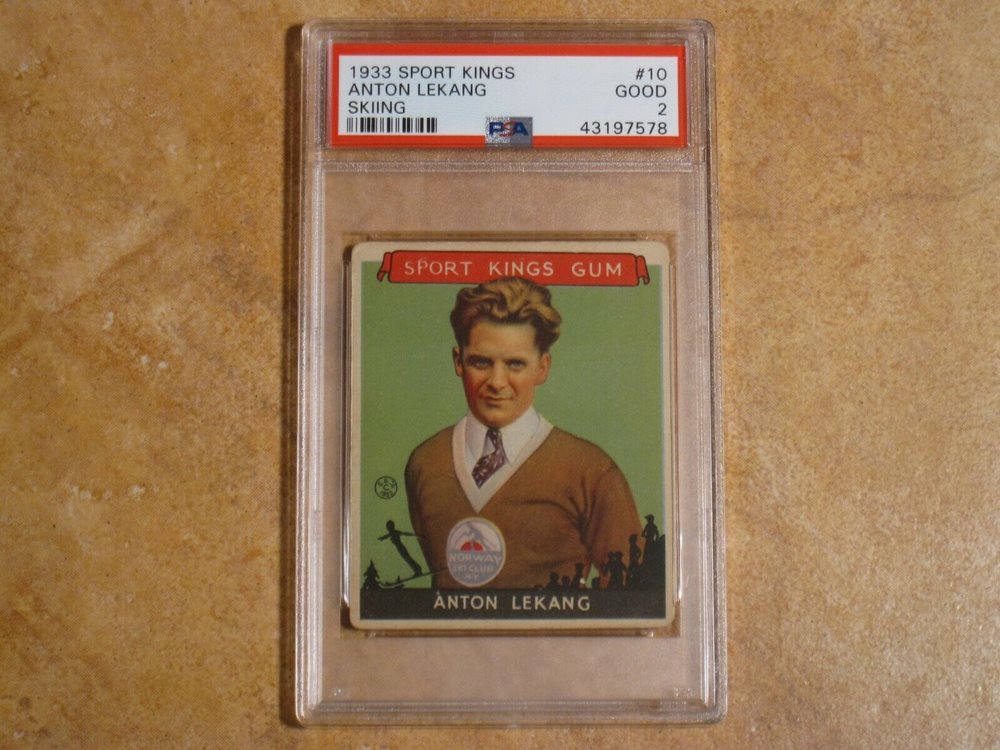 1933 SPORT KINGS #10
ANTON LEKANG GOOD
SKIING 2
PSA 43197578
SPORT KINGS GUM
NORWAY
SKI CLUB
N.Y.
ANTON LEKANG